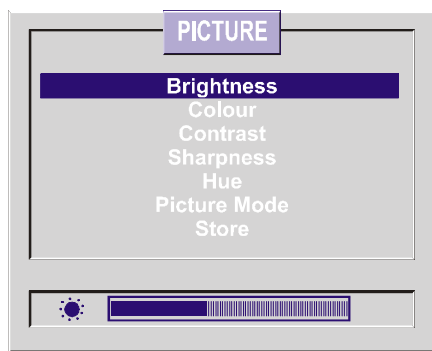 PICTURE
Brightness
Colour
Contrast
Sharpness
Hue
Picture Mode
Store